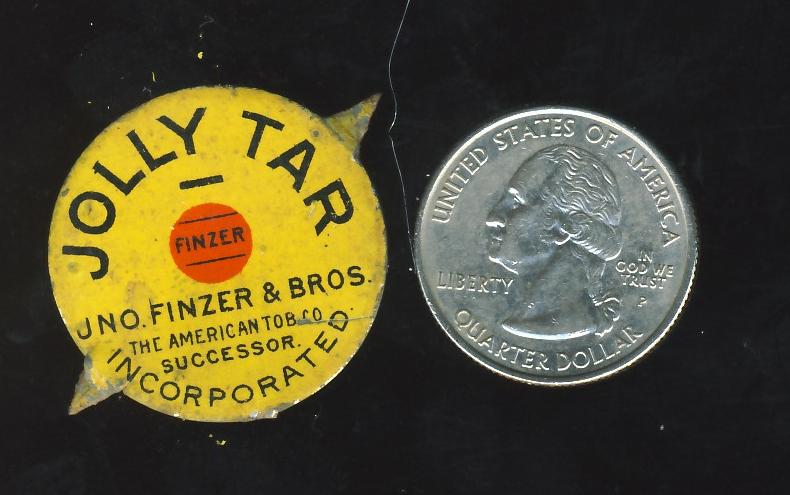 JOLLY TAR
FINZER
JNO. FINZER & BROS.
THE AMERICAN TOB CO
SUCCESSOR.
INCORPORATED
UNITED STATES OF AMERICA
LIBERTY
IN
GOD WE
TRUST
P
QUARTER DOLLAR